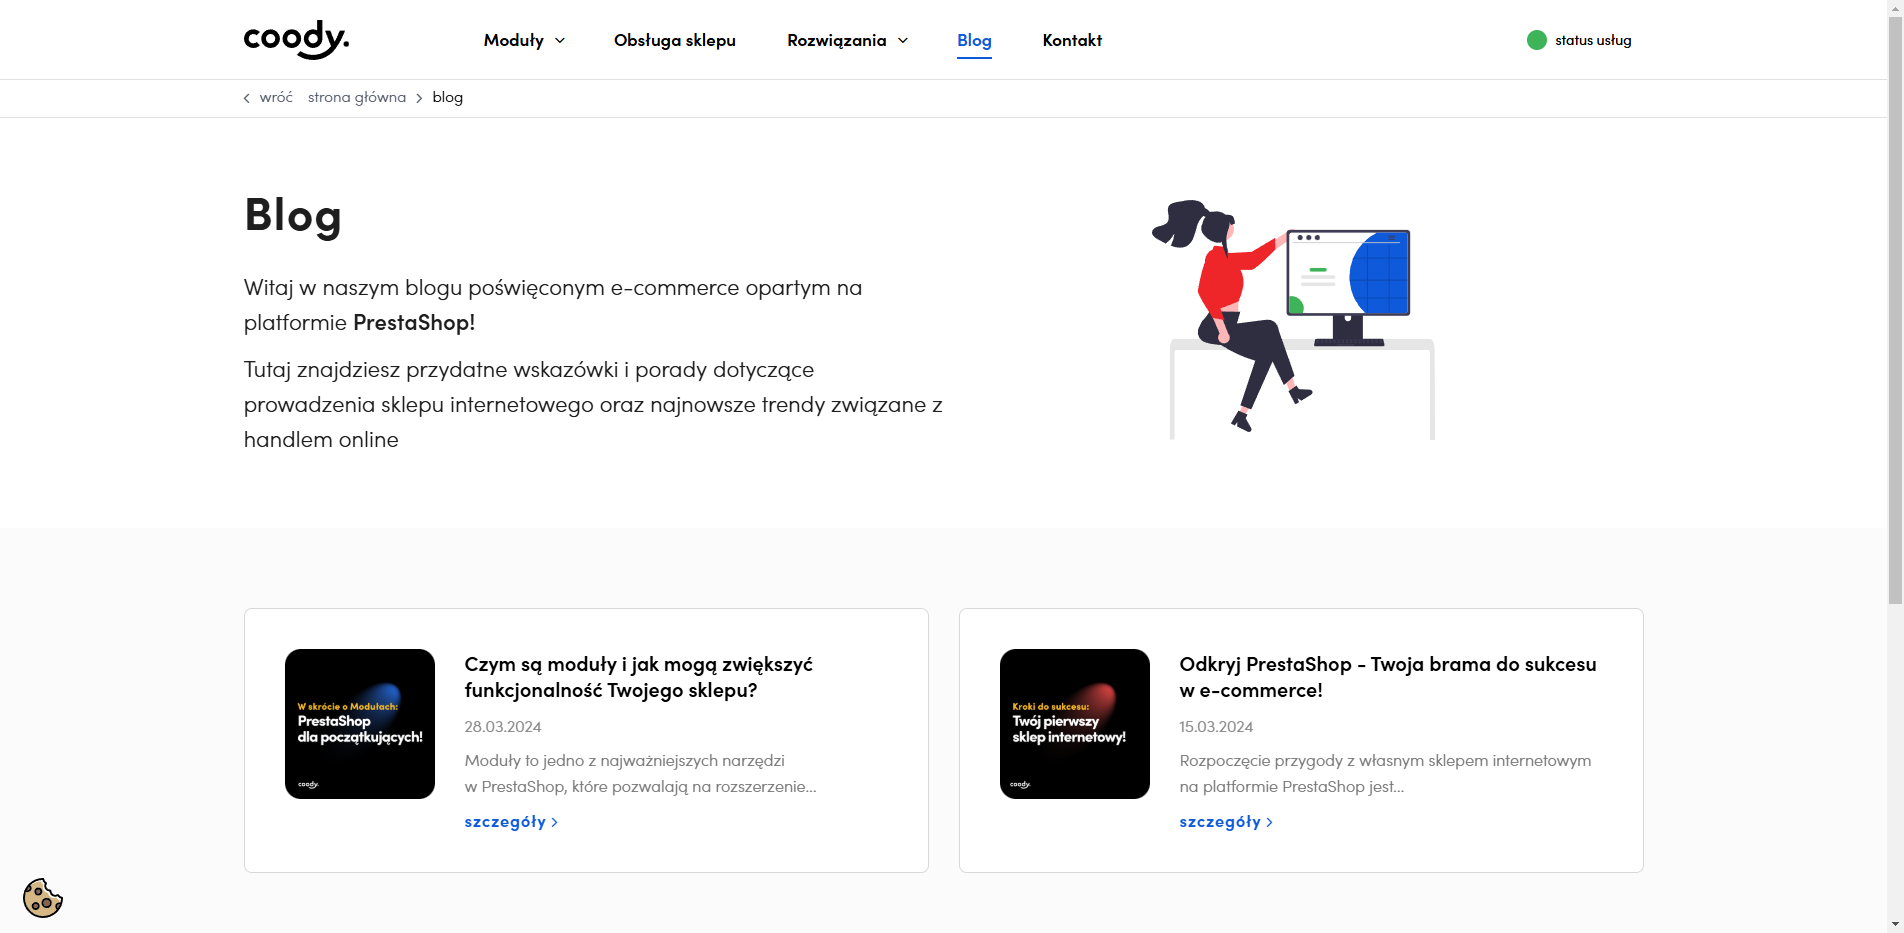 coody.
Moduły
Obsługa sklepu
Rozwiązania
Blog
Kontakt
status usług
wróć
strona główna
blog
Blog
Witaj w naszym blogu poświęconym e-commerce opartym na
platformie PrestaShop!
Tutaj znajdziesz przydatne wskazówki i porady dotyczące
prowadzenia sklepu internetowego oraz najnowsze trendy związane z
handlem online
W skrócie o Modułach:
PrestaShop
dla początkujących!
coody.
Czym są moduły i jak mogą zwiększyć
funkcjonalność Twojego sklepu?
28.03.2024
Moduły to jedno z najważniejszych narzędzi
w PrestaShop, które pozwalają na rozszerzenie...
szczegóły
Kroki do sukcesu:
Twój pierwszy
sklep internetowy!
coody.
Odkryj PrestaShop - Twoja brama do sukcesu
w e-commerce!
15.03.2024
Rozpoczęcie przygody z własnym sklepem internetowym
na platformie PrestaShop jest...
szczegóły